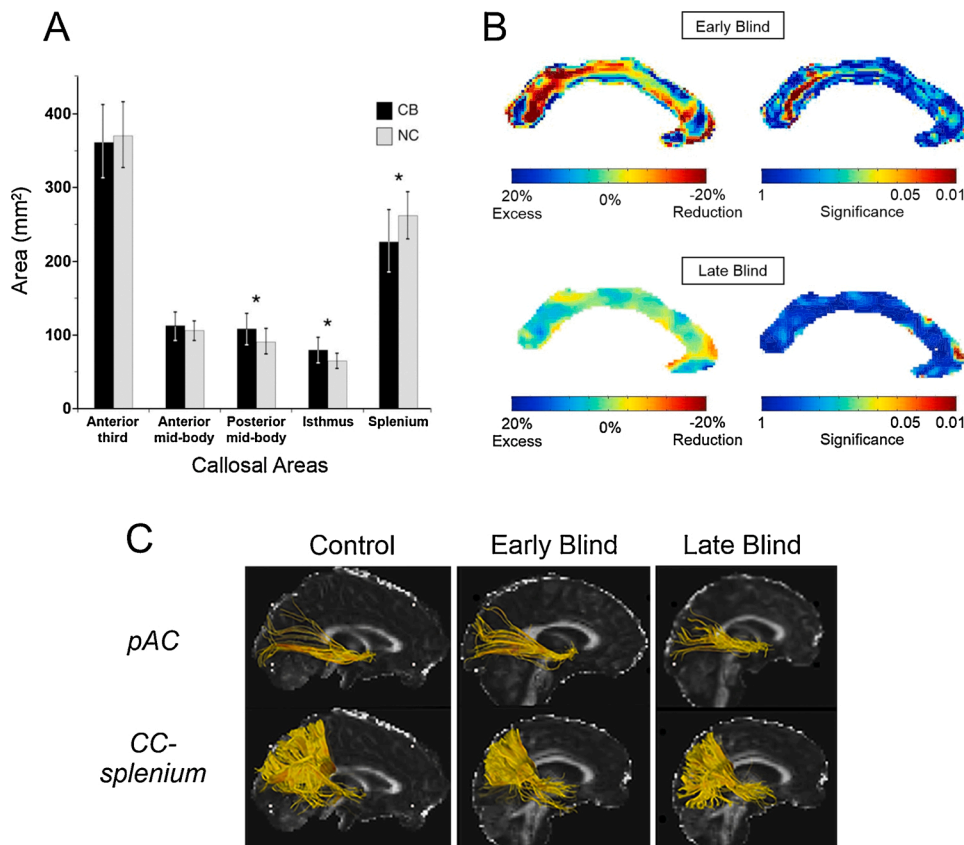 A
Area (mm²)
400
300
200
100
0
CB
NC
*
*
*
Anterior third
Anterior mid-body
Posterior mid-body
Isthmus
Splenium
Callosal Areas
B
Early Blind
20%
0%
-20%
Excess
Reduction
1
0.05
0.01
Significance
Late Blind
20%
0%
-20%
Excess
Reduction
1
0.05
0.01
Significance
C
Control
Early Blind
Late Blind
pAC
CC-
splenium